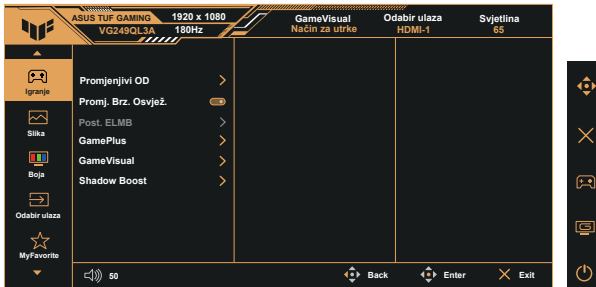 ASUS TUF GAMING 1920 x 1080 GameVisual Odabir ulaza Svjetlina
VG249QL3A 180Hz Način za utrke HDMI-1 65
Igranje
Slika
Boja
Odabir ulaza
MyFavorite
Promjenjivi OD
Promj. Brz. Osvjež.
Post. ELMB
GamePlus
GameVisual
Shadow Boost
50 Back Enter Exit